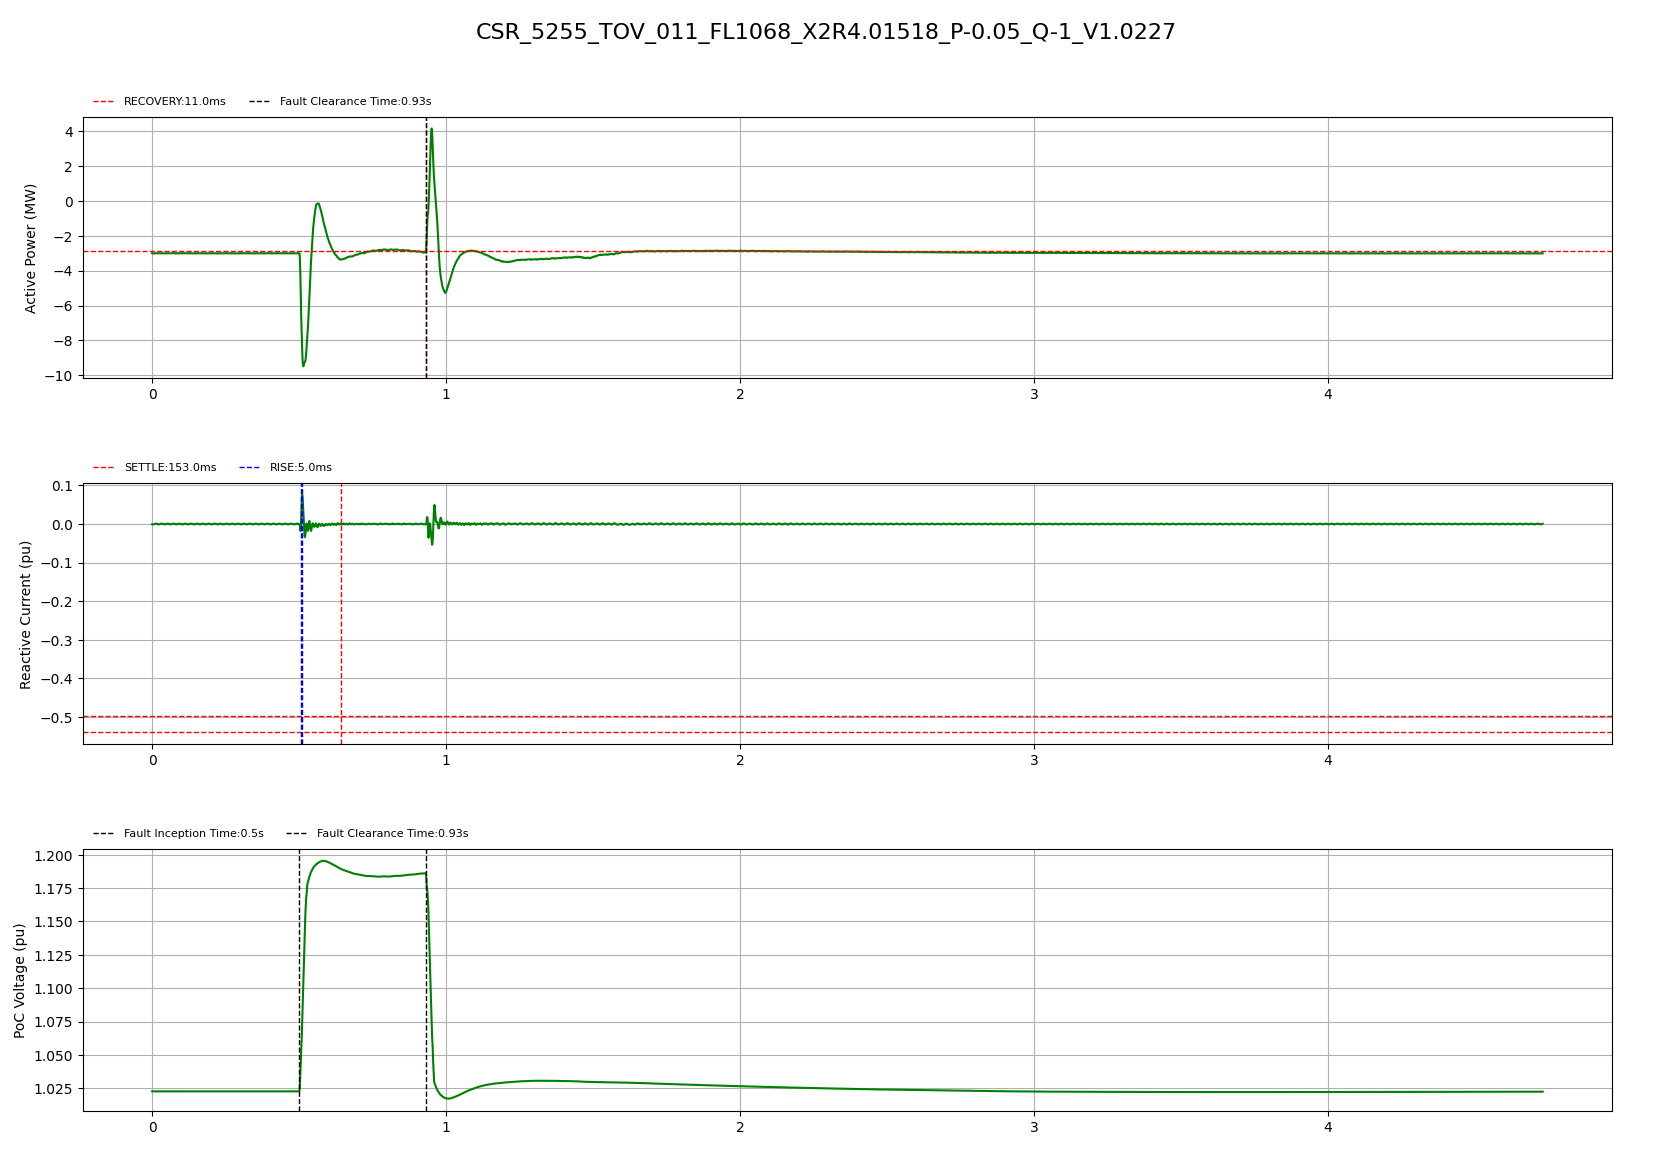 CSR_5255_TOV_011_FL1068_X2R4.01518_P-0.05_Q-1_V1.0227
RECOVERY:11.0ms Fault Clearance Time:0.93s
Active Power (MW)
4
2
0
−2
−4
−6
−8
−10
0 1 2 3 4
SETTLE:153.0ms RISE:5.0ms
Reactive Current (pu)
0.1
0.0
−0.1
−0.2
−0.3
−0.4
−0.5
0 1 2 3 4
Fault Inception Time:0.5s Fault Clearance Time:0.93s
PoC Voltage (pu)
1.200
1.175
1.150
1.125
1.100
1.075
1.050
1.025
0 1 2 3 4